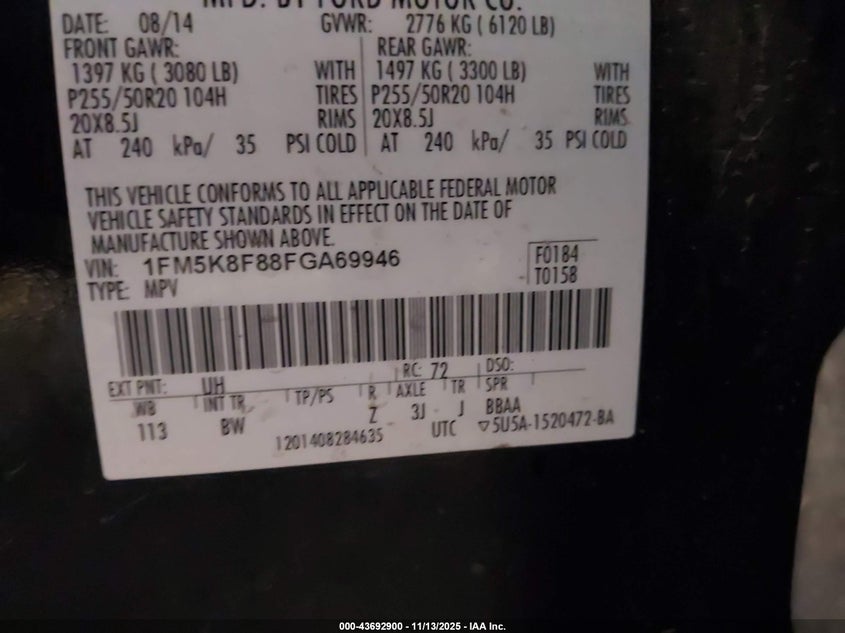 MFD. BY FORD MOTOR CO.
DATE: 08/14 GVWR: 2776 KG ( 6120 LB)
FRONT GAWR: REAR GAWR:
1397 KG ( 3080 LB) WITH 1497 KG ( 3300 LB) WITH
P255/50R20 104H TIRES P255/50R20 104H TIRES
20X8.5J RIMS 20X8.5J RIMS
AT 240 kPa/ 35 PSI COLD AT 240 kPa/ 35 PSI COLD
THIS VEHICLE CONFORMS TO ALL APPLICABLE FEDERAL MOTOR
VEHICLE SAFETY STANDARDS IN EFFECT ON THE DATE OF
MANUFACTURE SHOWN ABOVE.
VIN: 1FM5K8F88FGA69946 F0184
TYPE: MPV T0158
EXT PNT: UH RC: 72 DSO:
WB INT TR TP/PS R AXLE TR SPR
113 BW Z 3J J BBAA
1201408284635 UTC ▽5U5A-1520472-BA
000-43692900 - 11/13/2025 - IAA Inc.